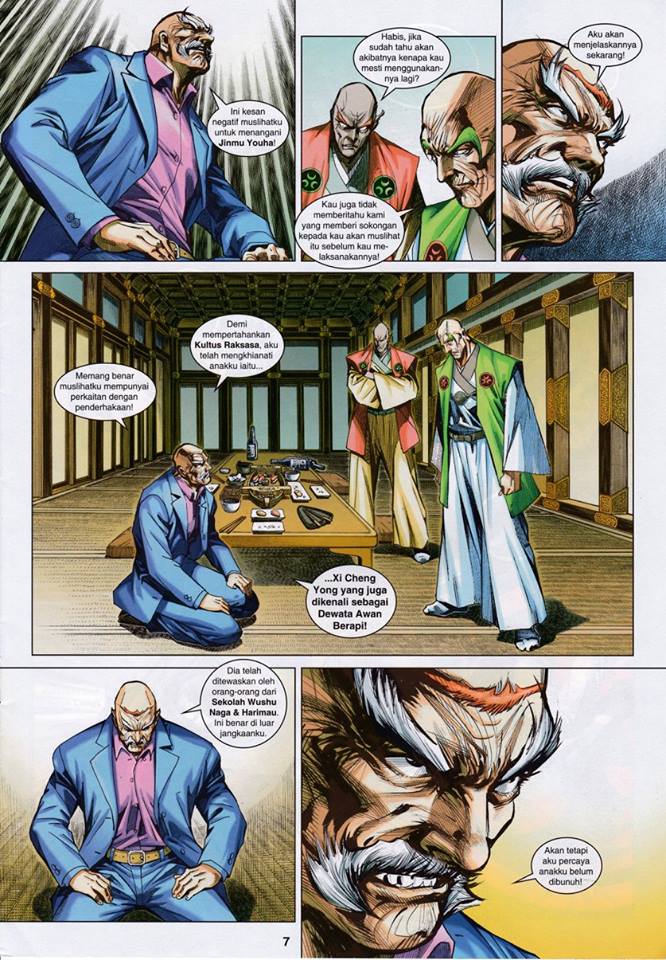 Ini kesan
negatif muslihatku
untuk menangani
Jinmu Youha!
Habis, jika
sudah tahu akan
akibatnya kenapa kau
mesti menggunakan-
nya lagi?
Kau juga tidak
memberitahu kami
yang memberi sokongan
kepada kau akan muslihat
itu sebelum kau me-
laksanakannya!
Aku akan
menjelaskannya
sekarang!
Memang benar
muslihatku mempunyai
perkaitan dengan
penderhakaan!
Demi
mempertahankan
Kultus Raksasa, aku
telah mengkhianati
anakku iaitu...
...Xi Cheng
Yong yang juga
dikenali sebagai
Dewata Awan
Berapi!
Dia telah
ditewaskan oleh
orang-orang dari
Sekolah Wushu
Naga & Harimau.
Ini benar di luar
jangkaanku.
Akan tetapi
aku percaya
anakku belum
dibunuh!
7